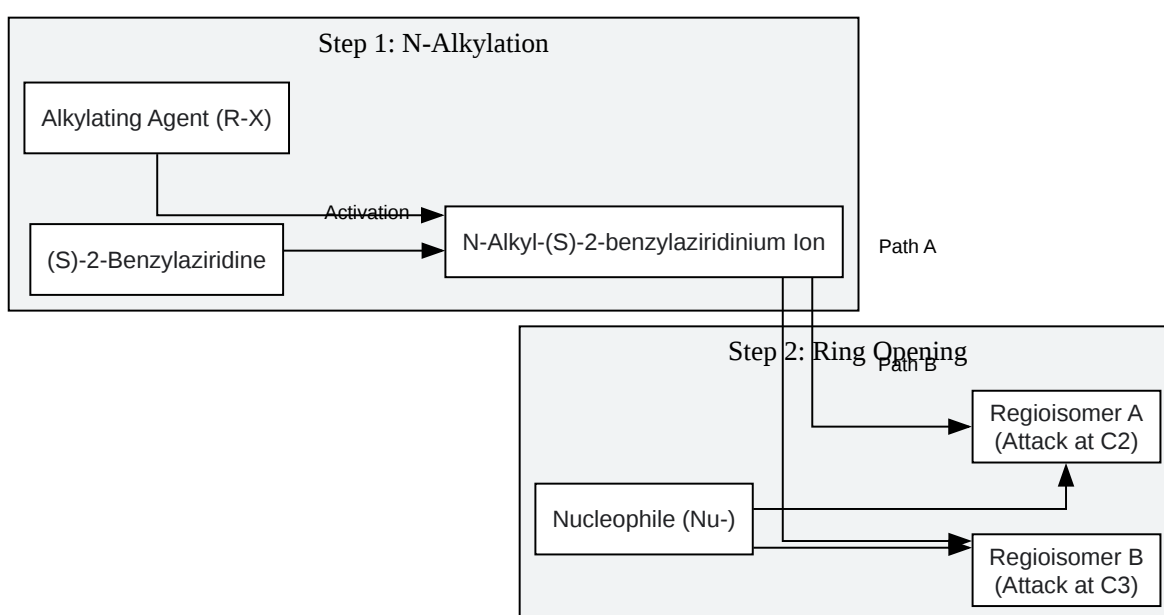 Step 1: N-Alkylation
Alkylating Agent (R-X)
Activation
(S)-2-Benzylaziridine
N-Alkyl-(S)-2-benzylaziridinium Ion
Path A
Step 2: Ring Opening
Path B
Regioisomer A
(Attack at C2)
Nucleophile (Nu-)
Regioisomer B
(Attack at C3)